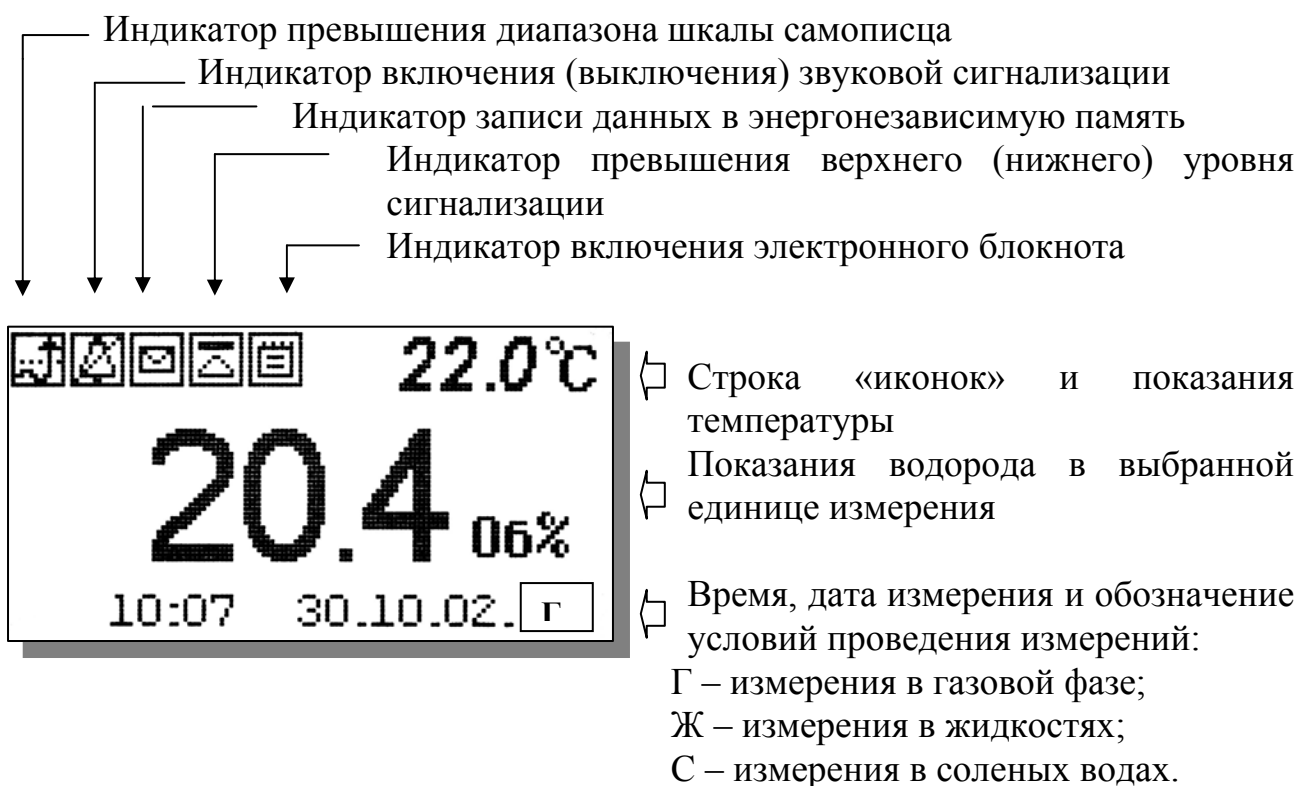 Индикатор превышения диапазона шкалы самописца
Индикатор включения (выключения) звуковой сигнализации
Индикатор записи данных в энергонезависимую память
Индикатор превышения верхнего (нижнего) уровня
сигнализации
Индикатор включения электронного блокнота
22.0°C
20.4 Об%
10:07 30.10.02. Г
Строка «иконок» и показания
температуры
Показания водорода в выбранной
единице измерения
Время, дата измерения и обозначение
условий проведения измерений:
Г – измерения в газовой фазе;
Ж – измерения в жидкостях;
С – измерения в соленых водах.